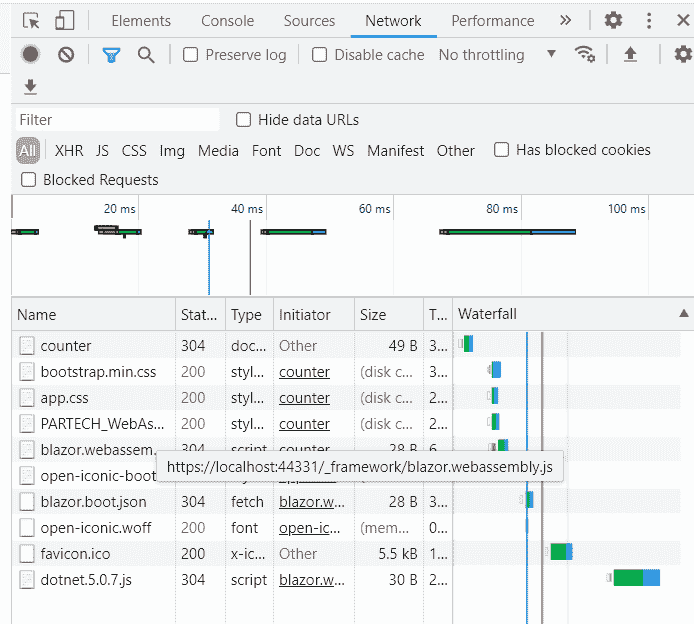 Elements Console Sources Network Performance
Preserve log Disable cache No throttling
Filter Hide data URLs
All XHR JS CSS Img Media Font Doc WS Manifest Other Has blocked cookies
Blocked Requests
20 ms 40 ms 60 ms 80 ms 100 ms
Name Stat... Type Initiator Size T... Waterfall
counter 304 doc... Other 49 B 3...
bootstrap.min.css 200 styl... counter (disk c... 3...
app.css 200 styl... counter (disk c... 2...
PARTECH_WebAs... 200 styl... counter (disk c... 2...
blazor.webassem... 304 script counter 28 B 6...
https://localhost:44331/_framework/blazor.webassembly.js
open-iconic-boot
blazor.boot.json 304 fetch blazor.w... 28 B 3...
open-iconic.woff 200 font open-ic... (mem... 0...
favicon.ico 200 x-ic... Other 5.5 kB 1...
dotnet.5.0.7.js 304 script blazor.w... 30 B 2...